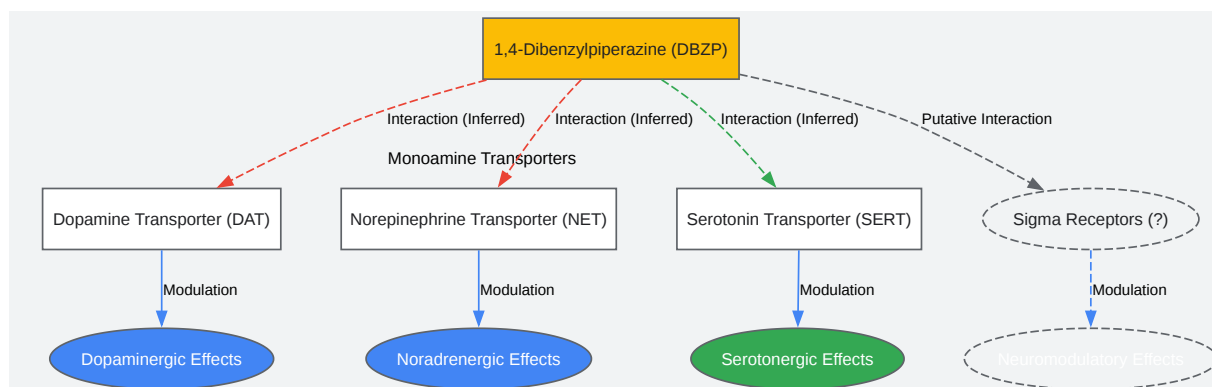 1,4-Dibenzylpiperazine (DBZP)
Interaction (Inferred)
Interaction (Inferred)
Interaction (Inferred)
Putative Interaction
Monoamine Transporters
Dopamine Transporter (DAT)
Norepinephrine Transporter (NET)
Serotonin Transporter (SERT)
Sigma Receptors (?)
Modulation
Modulation
Modulation
Modulation
Dopaminergic Effects
Noradrenergic Effects
Serotonergic Effects
Neuromodulatory Effects